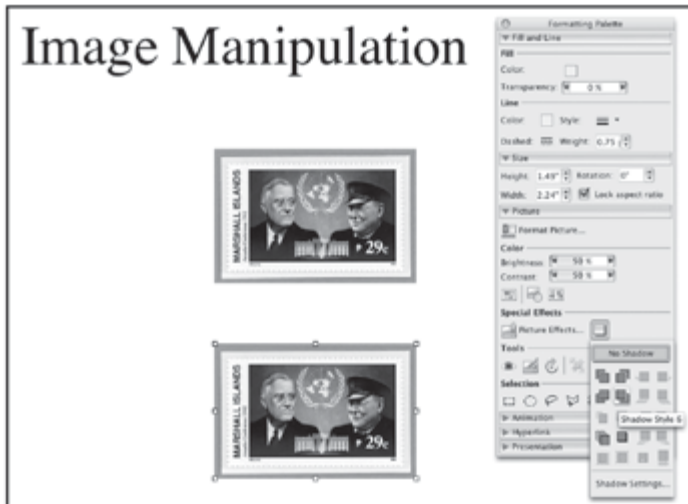 Image Manipulation
MARSHALL ISLANDS
29c
MARSHALL ISLANDS
29c
Formatting Palette
Fill and Line
Fill
Color:
Transparency: 0 %
Line
Color: Style:
Dashed: Weight: 0.75
Size
Height: 1.49" Rotation: 0°
Width: 2.24" Lock aspect ratio
Picture
Format Picture...
Color
Brightness: 50 %
Contrast: 50 %
Special Effects
Picture Effects...
No Shadow
Tools
Selection
Shadow Style 6
Animation
Hyperlink
Presentation
Shadow Settings...